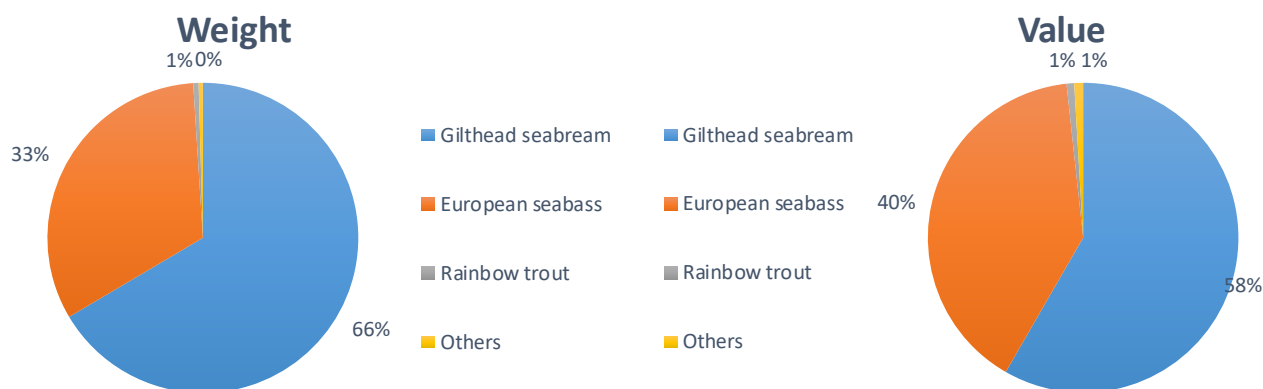 Weight
1% 0%
33%
66%
Gilthead seabream
European seabass
Rainbow trout
Others
Value
1% 1%
40%
58%
Gilthead seabream
European seabass
Rainbow trout
Others